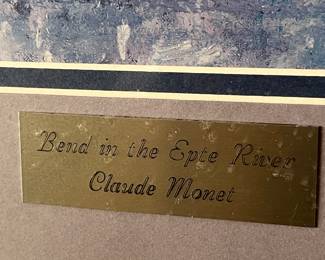 Bend in the Epte River
Claude Monet